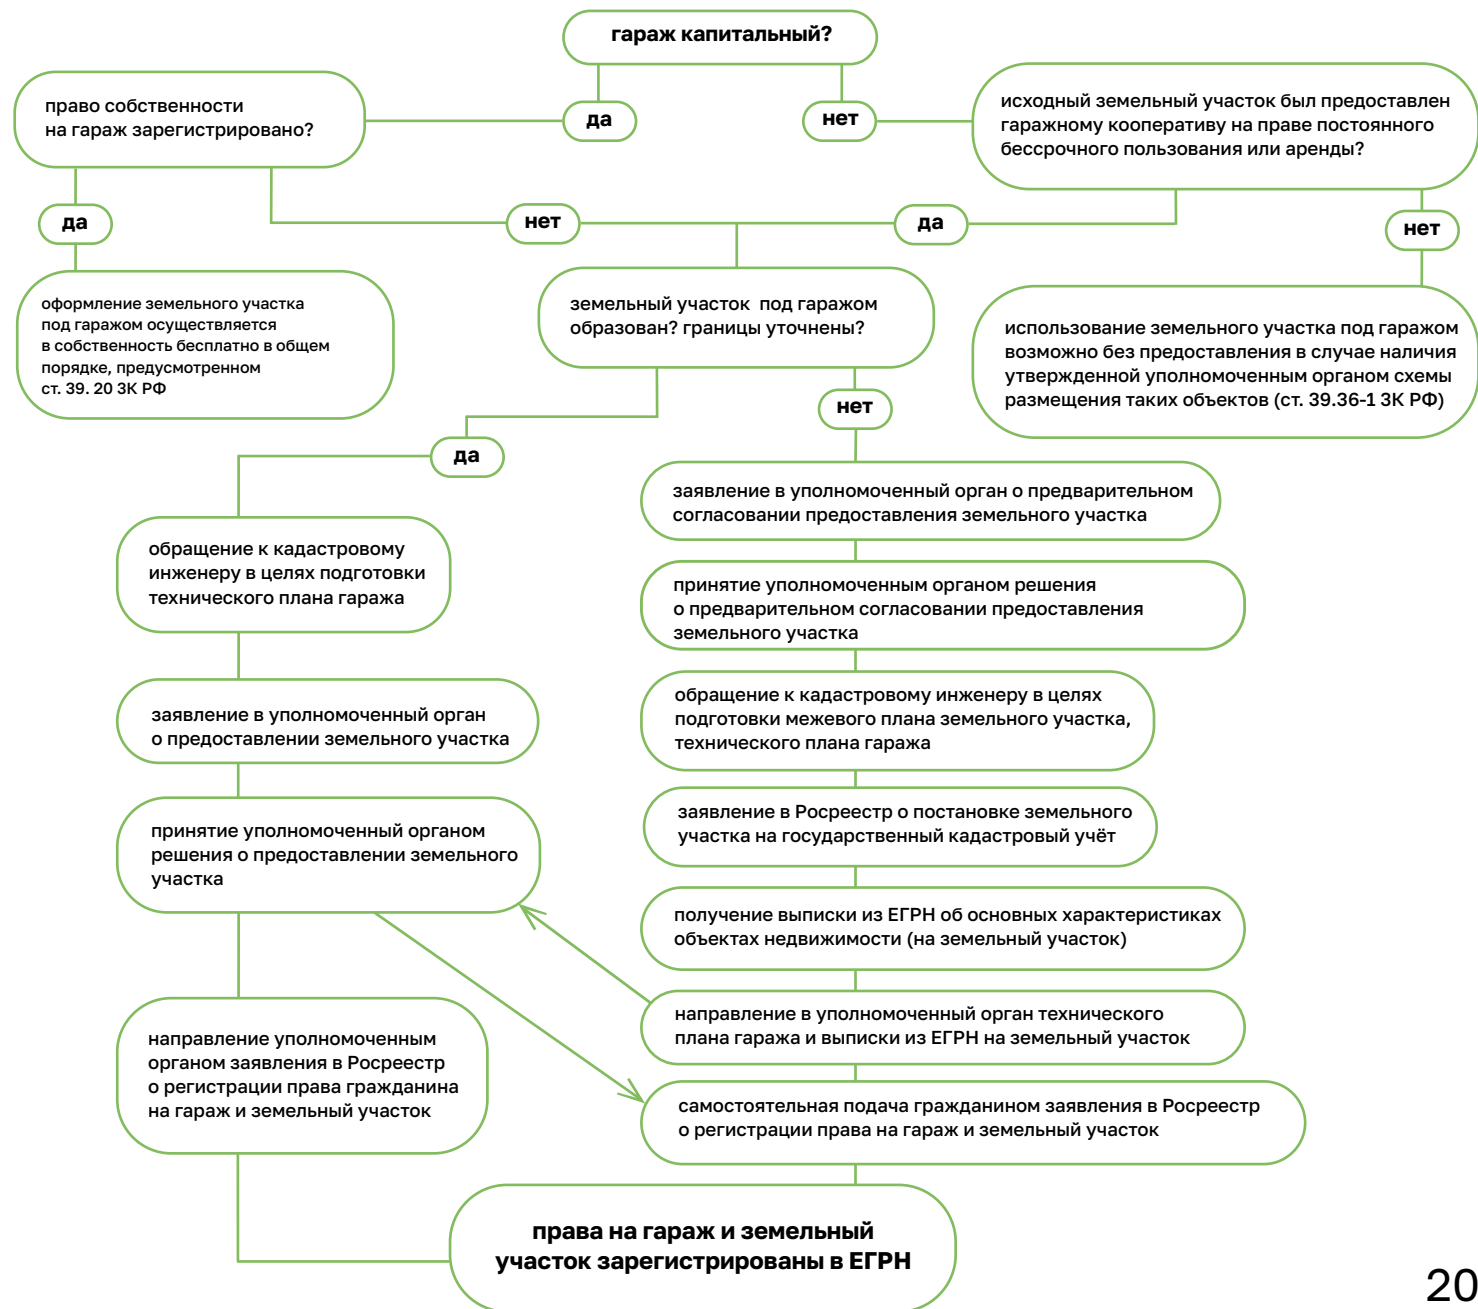 гараж капитальный?
право собственности
на гараж зарегистрировано?
да
нет
исходный земельный участок был предоставлен
гаражному кооперативу на праве постоянного
бессрочного пользования или аренды?
да
нет
да
нет
оформление земельного участка
под гаражом осуществляется
в собственность бесплатно в общем
порядке, предусмотренном
ст. 39. 20 ЗК РФ
земельный участок под гаражом
образован? границы уточнены?
использование земельного участка под гаражом
возможно без предоставления в случае наличия
утвержденной уполномоченным органом схемы
размещения таких объектов (ст. 39.36-1 ЗК РФ)
нет
да
заявление в уполномоченный орган о предварительном
согласовании предоставления земельного участка
обращение к кадастровому
инженеру в целях подготовки
технического плана гаража
принятие уполномоченным органом решения
о предварительном согласовании предоставления
земельного участка
обращение к кадастровому инженеру в целях
подготовки межевого плана земельного участка,
технического плана гаража
заявление в уполномоченный орган
о предоставлении земельного участка
заявление в Росреестр о постановке земельного
участка на государственный кадастровый учёт
принятие уполномоченный органом
решения о предоставлении земельного
участка
получение выписки из ЕГРН об основных характеристиках
объектах недвижимости (на земельный участок)
направление в уполномоченный орган технического
плана гаража и выписки из ЕГРН на земельный участок
направление уполномоченным
органом заявления в Росреестр
о регистрации права гражданина
на гараж и земельный участок
самостоятельная подача гражданином заявления в Росреестр
о регистрации права на гараж и земельный участок
права на гараж и земельный
участок зарегистрированы в ЕГРН
20